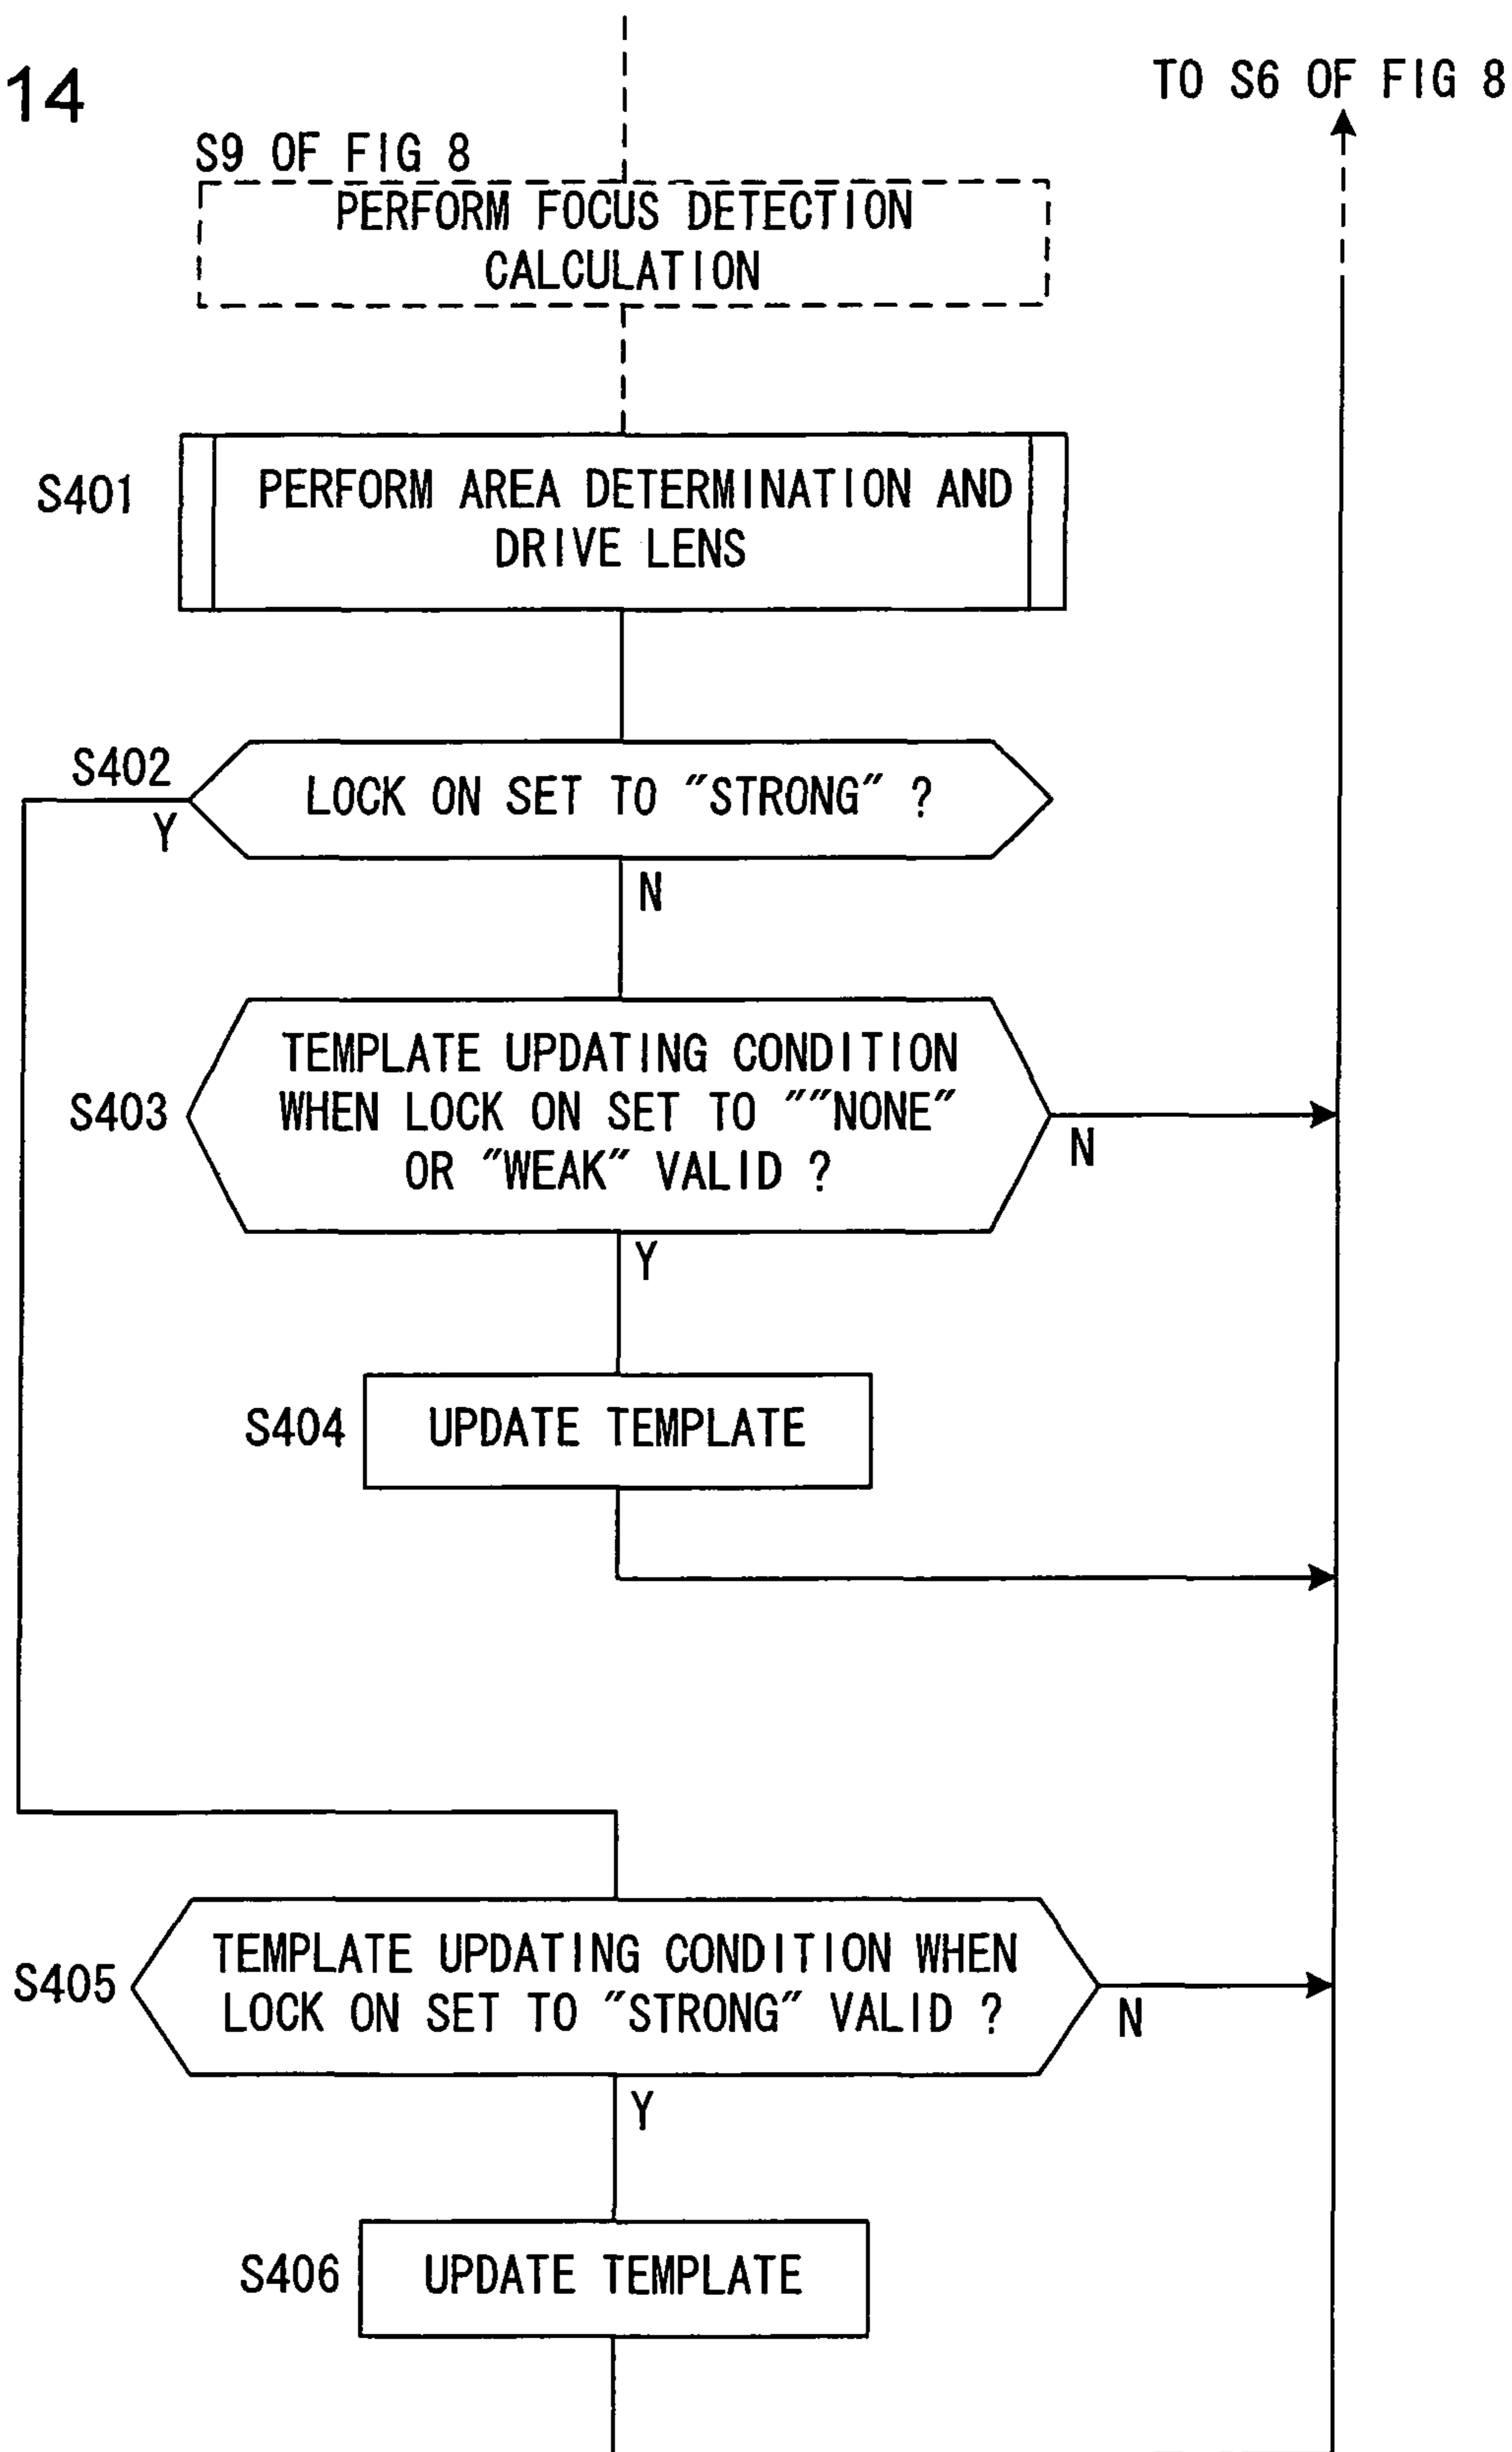 14
TO S6 OF FIG 8
S9 OF FIG 8
PERFORM FOCUS DETECTION
CALCULATION
S401
PERFORM AREA DETERMINATION AND
DRIVE LENS
S402
LOCK ON SET TO "STRONG" ?
Y
N
S403
TEMPLATE UPDATING CONDITION
WHEN LOCK ON SET TO ""NONE"
OR "WEAK" VALID ?
N
Y
S404
UPDATE TEMPLATE
S405
TEMPLATE UPDATING CONDITION WHEN
LOCK ON SET TO "STRONG" VALID ?
N
Y
S406
UPDATE TEMPLATE